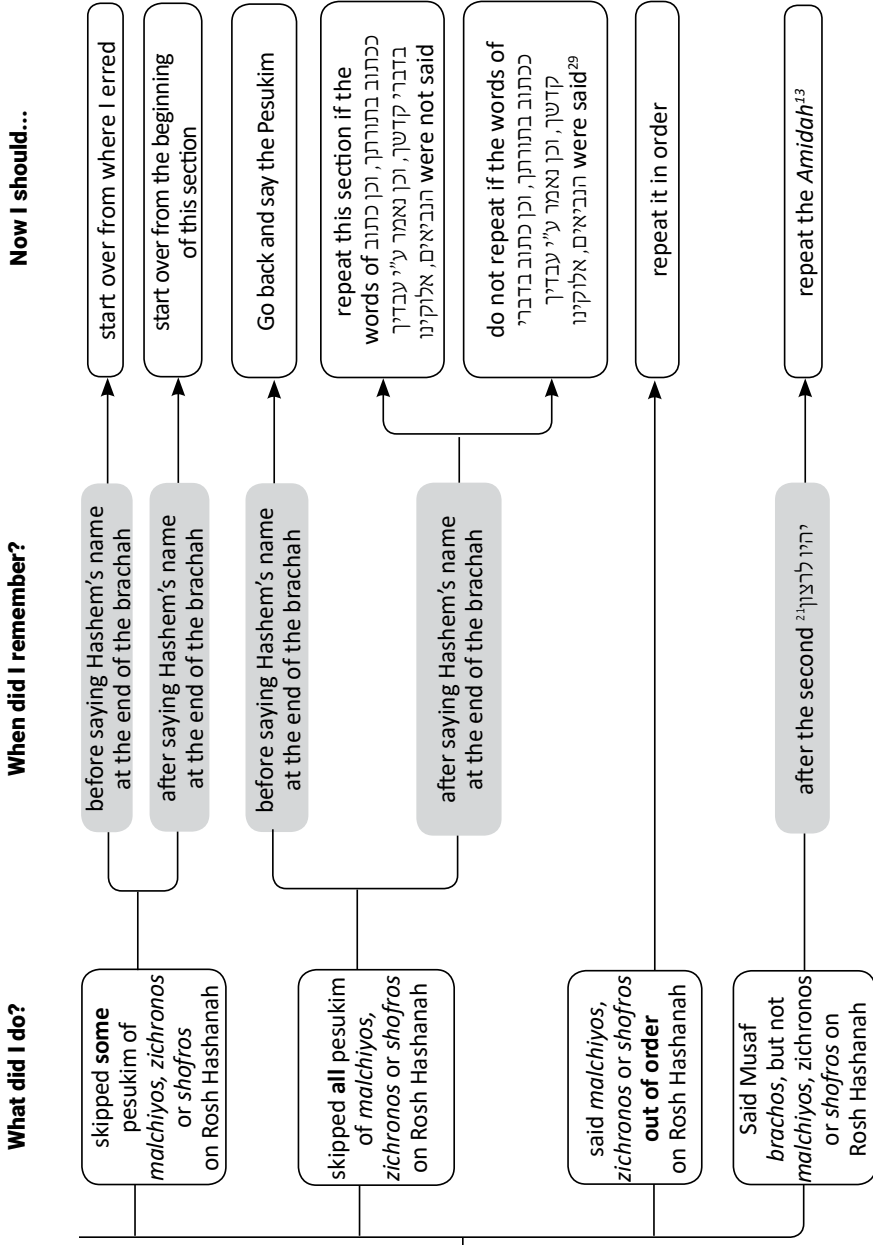 What did I do?
When did I remember?
Now I should...
skipped some
pesukim of
malchiyos, zichronos
or shofros
on Rosh Hashanah
before saying Hashem's name
at the end of the brachah
start over from where I erred
after saying Hashem's name
at the end of the brachah
start over from the beginning
of this section
skipped all pesukim
of malchiyos,
zichronos or shofros
on Rosh Hashanah
before saying Hashem's name
at the end of the brachah
Go back and say the Pesukim
after saying Hashem's name
at the end of the brachah
repeat this section if the
words of ככתוב בתורתך, וכן כתוב
בדברי קדשך, וכן נאמר ע"י עבדיך
הנביאים, אלוקינו were not said
do not repeat if the words of
ככתוב בתורתך, וכן כתוב בדברי
קדשך, וכן נאמר ע"י עבדיך
הנביאים, אלוקינו were said29
said malchiyos,
zichronos or shofros
out of order
on Rosh Hashanah
repeat it in order
Said Musaf
brachos, but not
malchiyos, zichronos
or shofros on
Rosh Hashanah
after the second יהיו לרצון21
repeat the Amidah13